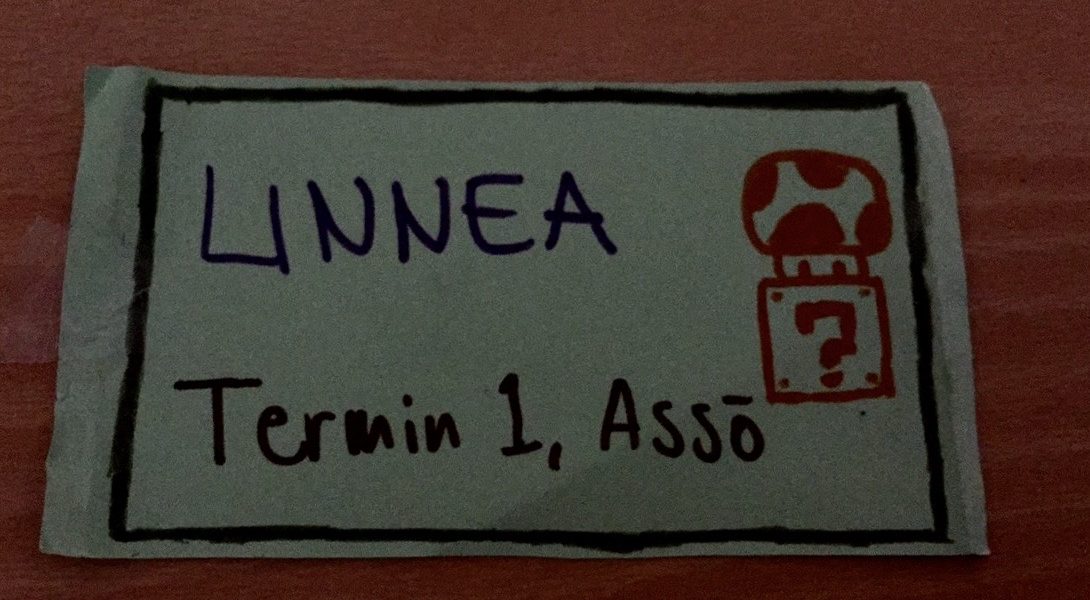 LINNEA
?
Termin 1, Assō